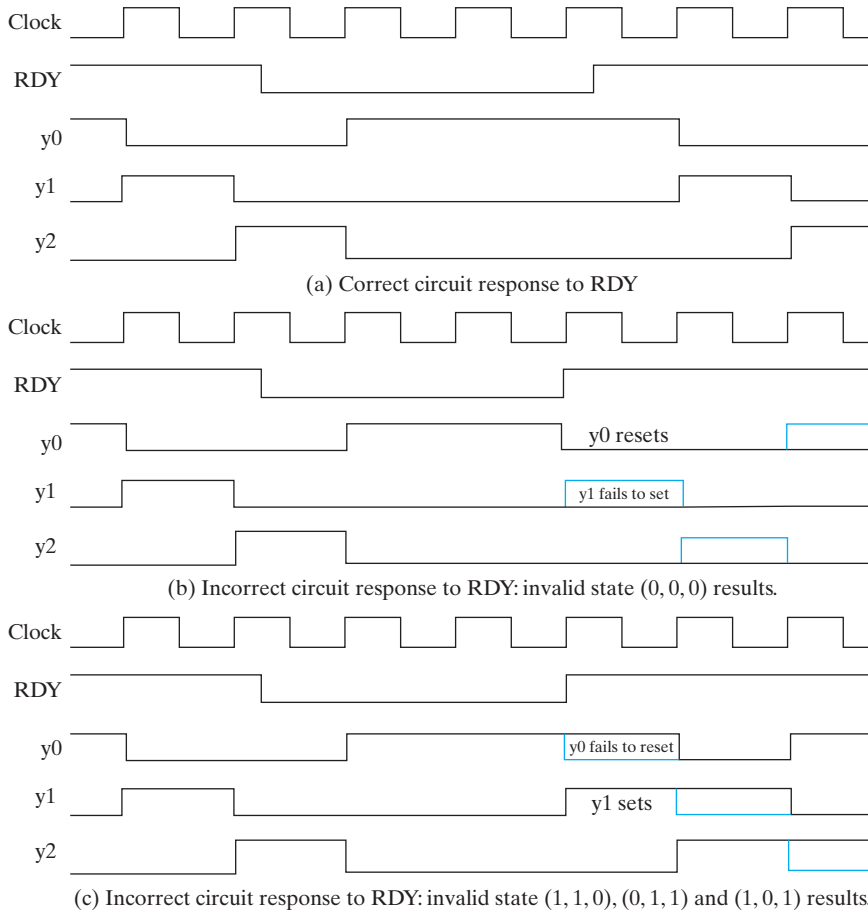 Clock
RDY
y0
y1
y2
(a) Correct circuit response to RDY
Clock
RDY
y0 y0 resets
y1 y1 fails to set
y2
(b) Incorrect circuit response to RDY: invalid state (0, 0, 0) results.
Clock
RDY
y0 y0 fails to reset
y1 y1 sets
y2
(c) Incorrect circuit response to RDY: invalid state (1, 1, 0), (0, 1, 1) and (1, 0, 1) results